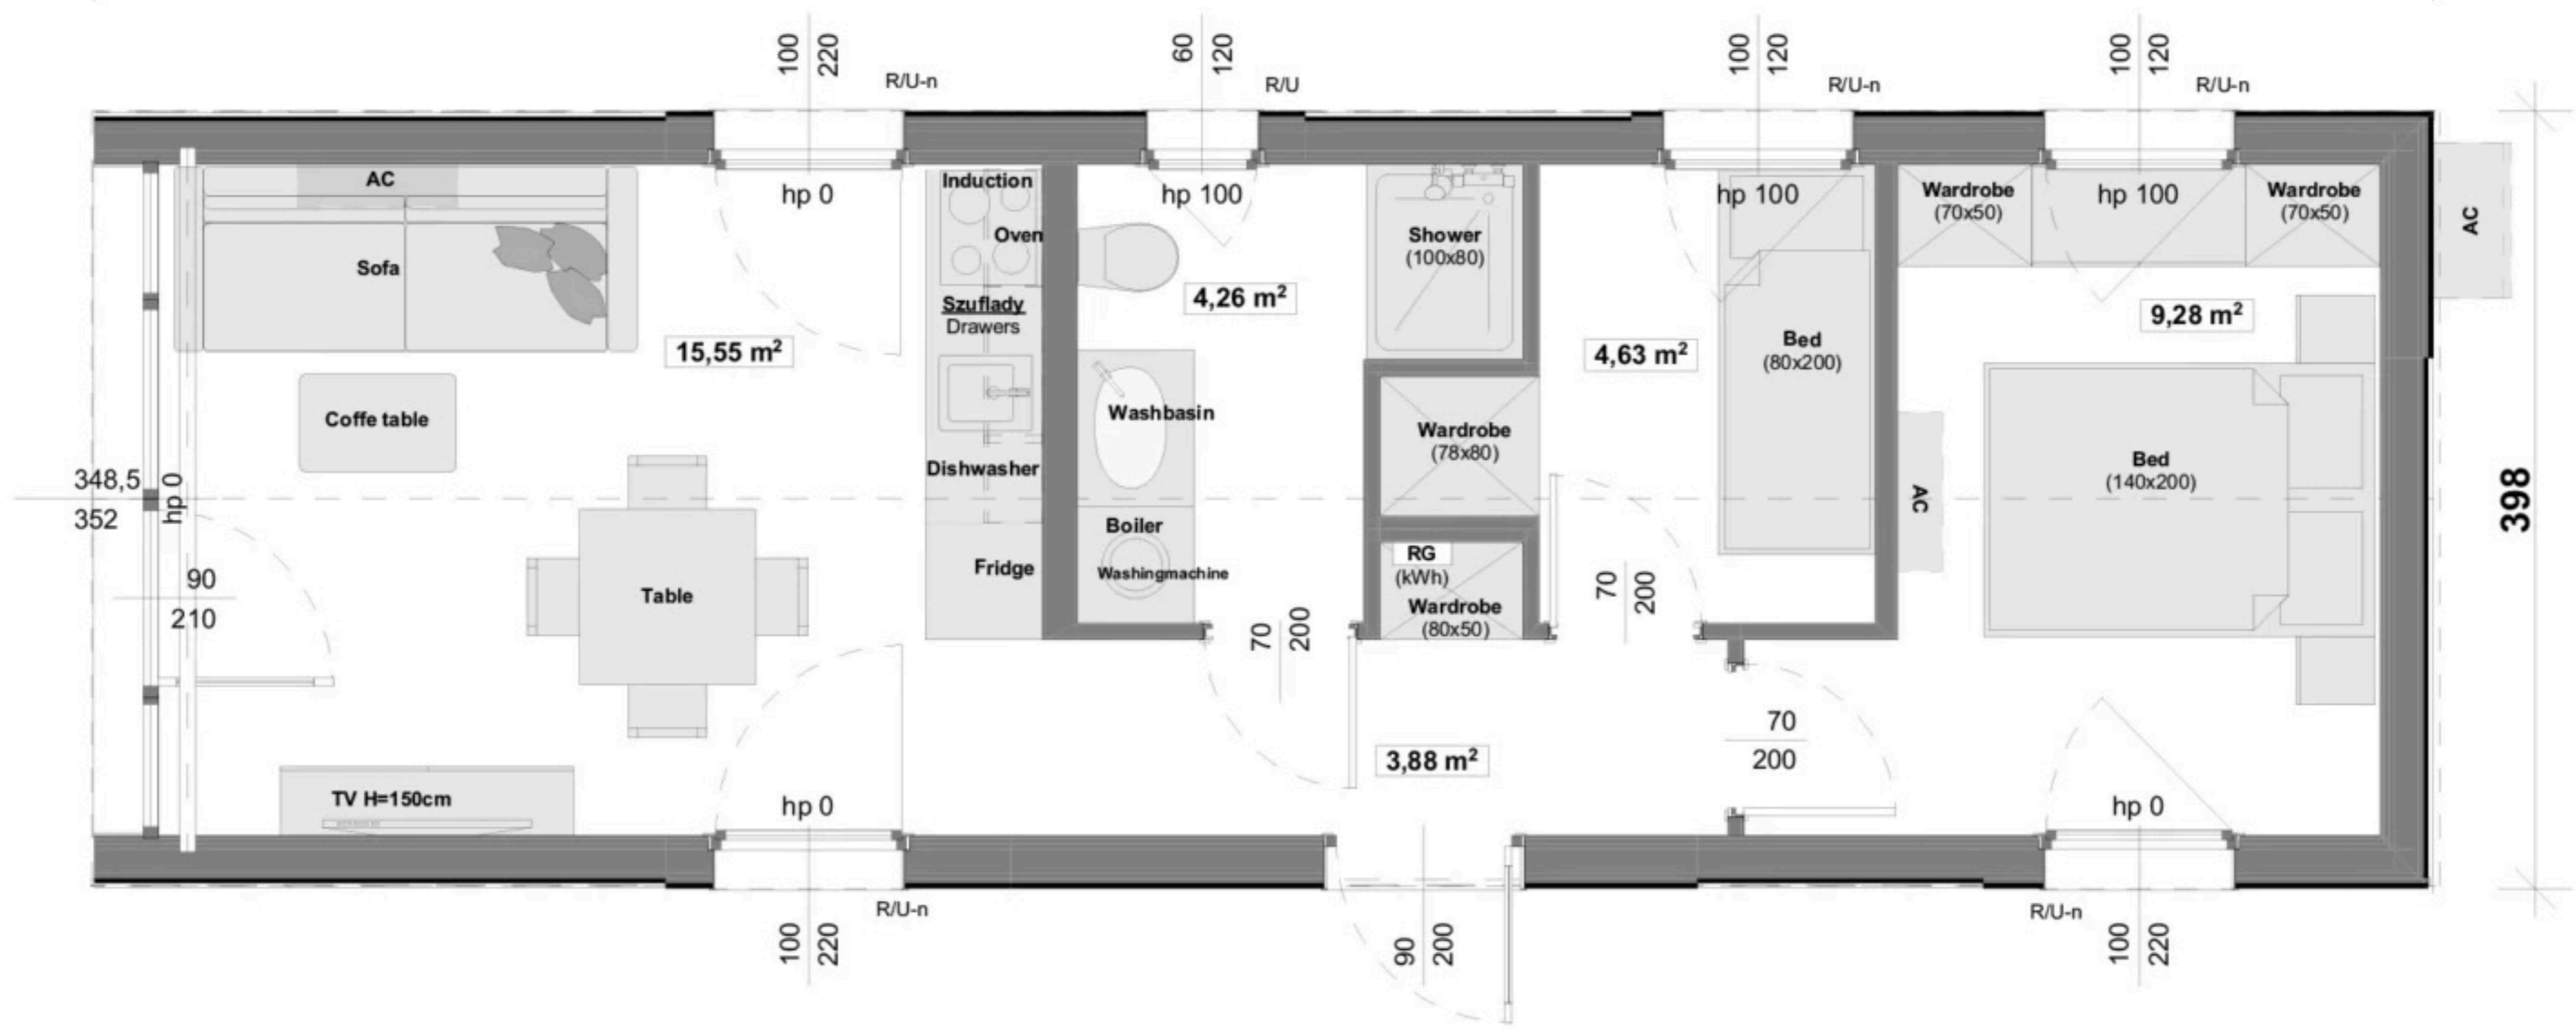 100
220
R/U-n
60
120
R/U
100
120
R/U-n
100
120
R/U-n
AC
Sofa
Coffe table
348,5
352
hp 0
90
210
TV H=150cm
hp 0
15,55 m²
Table
hp 0
Induction
Oven
Szuflady
Drawers
Dishwasher
Fridge
hp 100
4,26 m²
Washbasin
Boiler
Washingmachine
70
200
Shower
(100x80)
Wardrobe
(78x80)
RG
(kWh)
Wardrobe
(80x50)
3,88 m²
hp 100
4,63 m²
Bed
(80x200)
70
200
70
200
Wardrobe
(70x50)
hp 100
Wardrobe
(70x50)
9,28 m²
AC
Bed
(140x200)
hp 0
AC
398
100
220
R/U-n
90
200
R/U-n
100
220